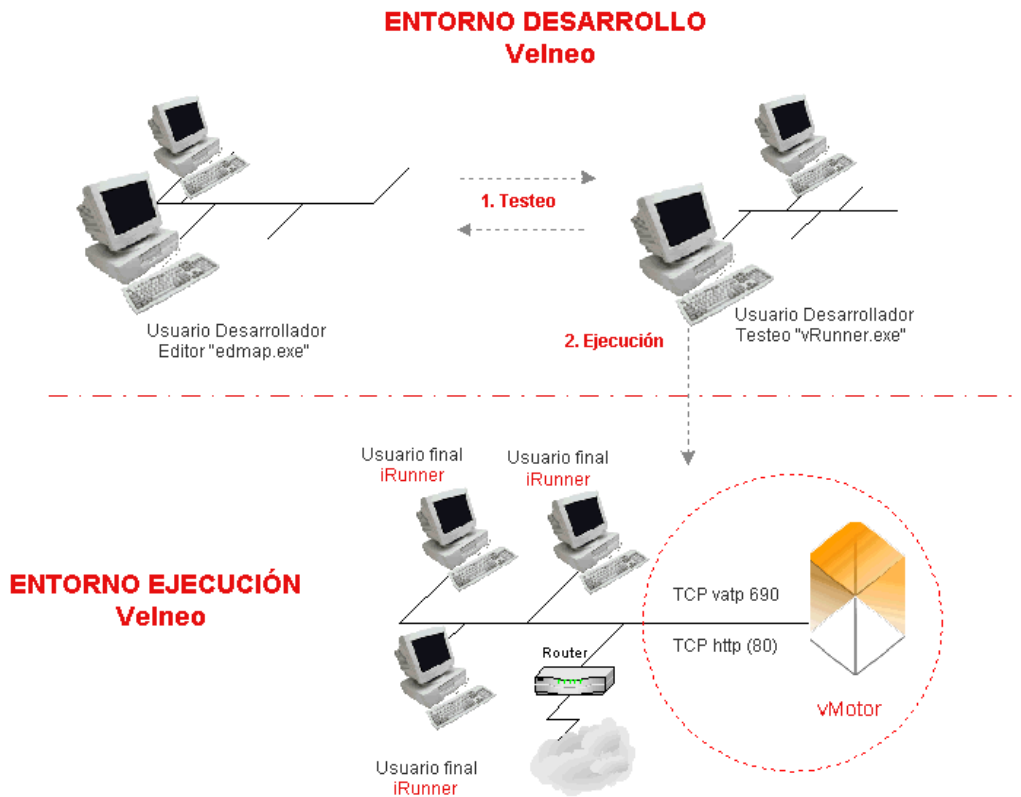 ENTORNO DESARROLLO
Velneo
1. Testeo
Usuario Desarrollador
Editor "edmap.exe"
Usuario Desarrollador
Testeo "vRunner.exe"
2. Ejecución
Usuario final
iRunner
Usuario final
iRunner
ENTORNO EJECUCIÓN
Velneo
TCP vatp 690
TCP http (80)
Router
vMotor
Usuario final
iRunner